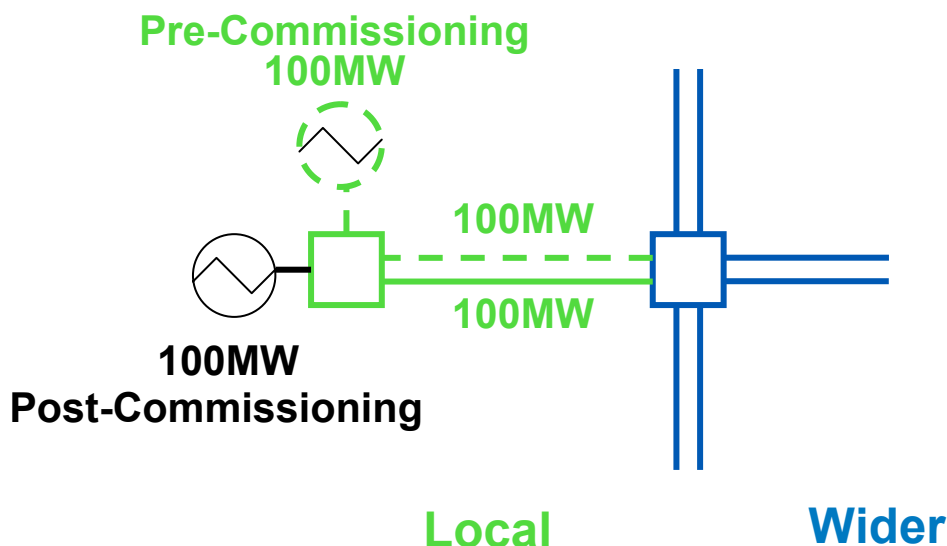 Pre-Commissioning
100MW
100MW
100MW
100MW
Post-Commissioning
Local
Wider